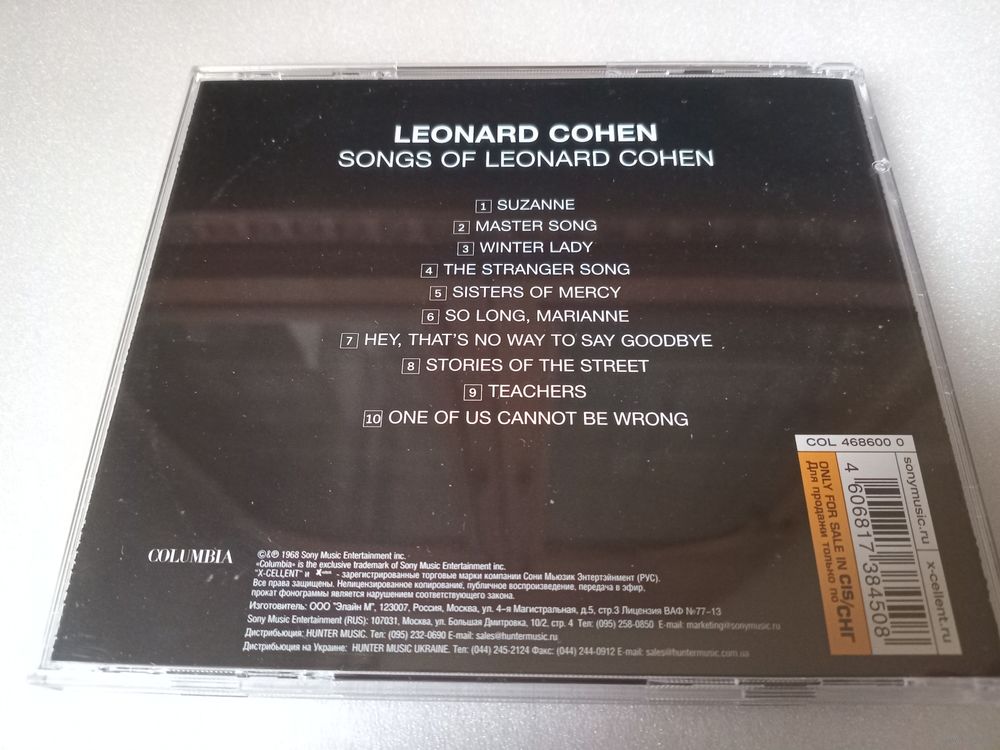 LEONARD COHEN
SONGS OF LEONARD COHEN
1 SUZANNE
2 MASTER SONG
3 WINTER LADY
4 THE STRANGER SONG
5 SISTERS OF MERCY
6 SO LONG, MARIANNE
7 HEY, THAT'S NO WAY TO SAY GOODBYE
8 STORIES OF THE STREET
9 TEACHERS
10 ONE OF US CANNOT BE WRONG
COL 468600 0
sonymusic.ru | x-cellent.ru
4 606817 384508
ONLY FOR SALE IN CIS/СНГ
Для продажи только по
COLUMBIA
©&℗ 1968 Sony Music Entertainment inc.
«Columbia» is the exclusive trademark of Sony Music Entertainment inc.
"X-CELLENT" и - зарегистрированные торговые марки компании Сони Мьюзик Энтертэйнмент (РУС).
Все права защищены. Нелицензированное копирование, публичное воспроизведение, передача в эфир,
прокат фонограммы является нарушением соответствующего закона.
Изготовитель: ООО "Элайн М", 123007, Россия, Москва, ул. 4-я Магистральная, д.5, стр.3 Лицензия ВАФ №77-13
Sony Music Entertainment (RUS): 107031, Москва, ул. Большая Дмитровка, 10/2, стр. 4 Тел: (095) 258-0850 E-mail: marketing@sonymusic.ru
Дистрибьюция: HUNTER MUSIC. Тел: (095) 232-0690 E-mail: sales@huntermusic.ru
Дистрибьюция на Украине: HUNTER MUSIC UKRAINE. Тел: (044) 245-2124 Факс: (044) 244-0912 E-mail: sales@huntermusic.com.ua